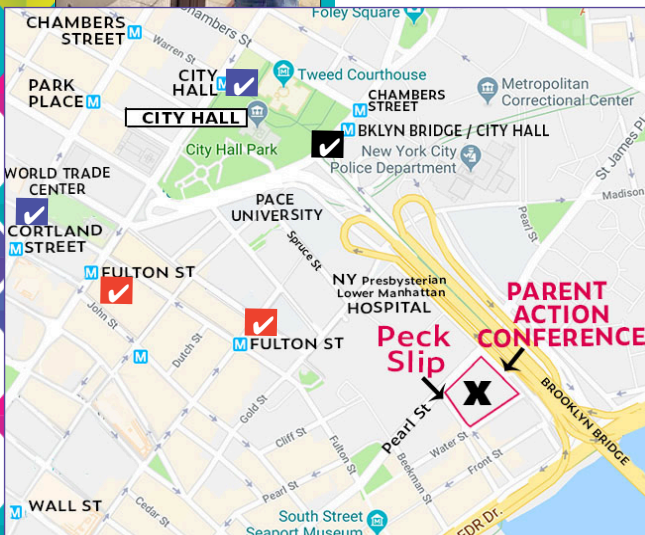 Foley Square
CHAMBERS
STREET
Chambers St
Warren St
CITY
HALL
Tweed Courthouse
PARK
PLACE
CHAMBERS
STREET
Metropolitan
Correctional Center
CITY HALL
BKLYN BRIDGE / CITY HALL
City Hall Park
New York City
Police Department
St James Pl
WORLD TRADE
CENTER
Madison
PACE
UNIVERSITY
Pearl St
CORTLAND
STREET
Spruce St
FULTON ST
NY Presbyterian
Lower Manhattan
HOSPITAL
PARENT
ACTION
CONFERENCE
John St
Peck
Slip
Dutch St
FULTON ST
X
BROOKLYN BRIDGE
Gold St
Pearl St
Cliff St
Fulton St
Water St
Beekman St
Front St
Pearl St
WALL ST
Cedar St
South Street
Seaport Museum
FDR Dr.